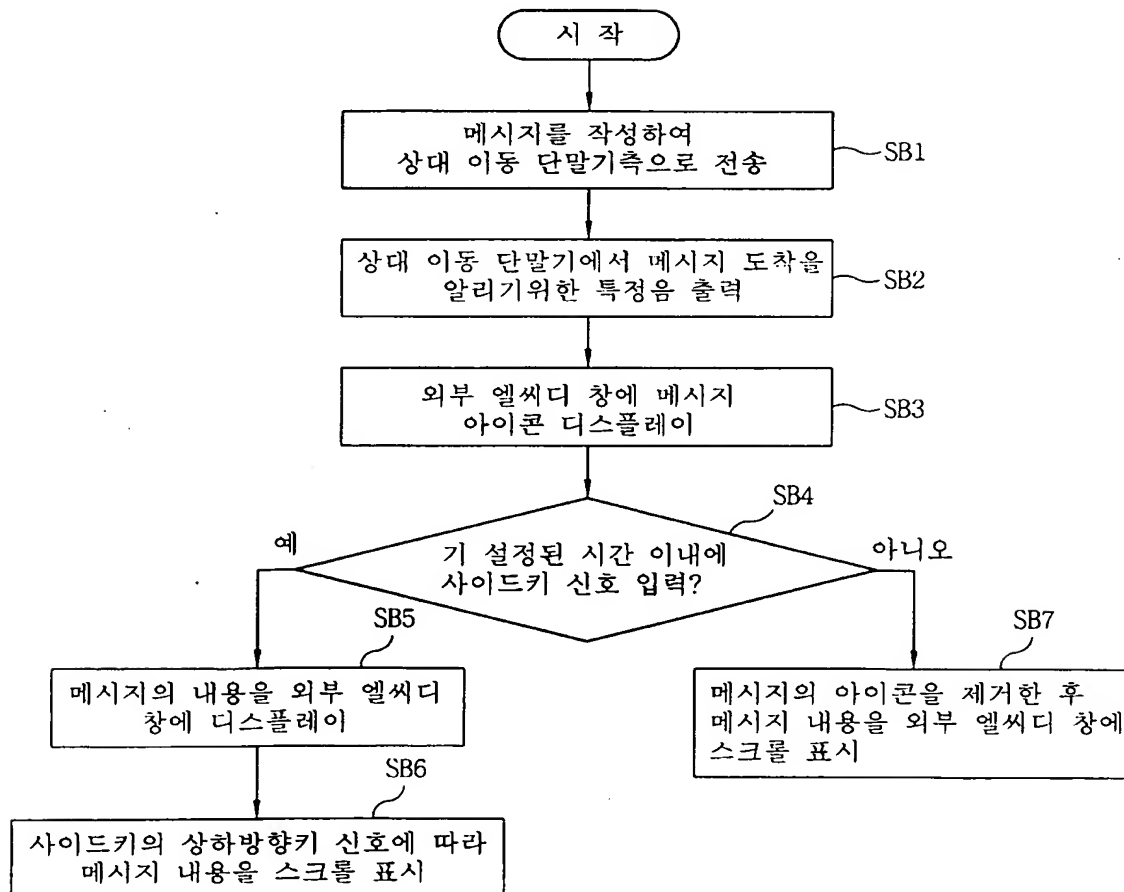 시 작
메시지를 작성하여
상대 이동 단말기측으로 전송
SB1
상대 이동 단말기에서 메시지 도착을
알리기위한 특정음 출력
SB2
외부 엘씨디 창에 메시지
아이콘 디스플레이
SB3
SB4
기 설정된 시간 이내에
사이드키 신호 입력?
예
아니오
SB5
메시지의 내용을 외부 엘씨디
창에 디스플레이
SB7
메시지의 아이콘을 제거한 후
메시지 내용을 외부 엘씨디 창에
스크롤 표시
SB6
사이드키의 상하방향키 신호에 따라
메시지 내용을 스크롤 표시